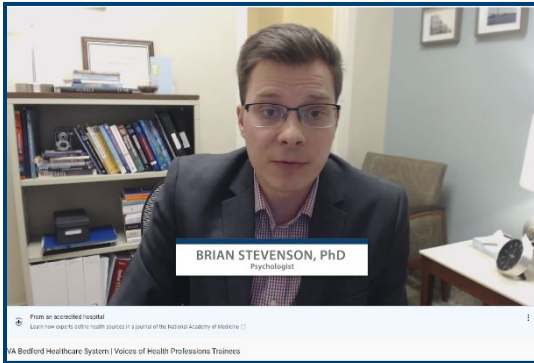 BRIAN STEVENSON, PhD
Psychologist
From an accredited hospital
Learn how experts define health sources in a journal of the National Academy of Medicine
VA Bedford Healthcare System | Voices of Health Professions Trainees